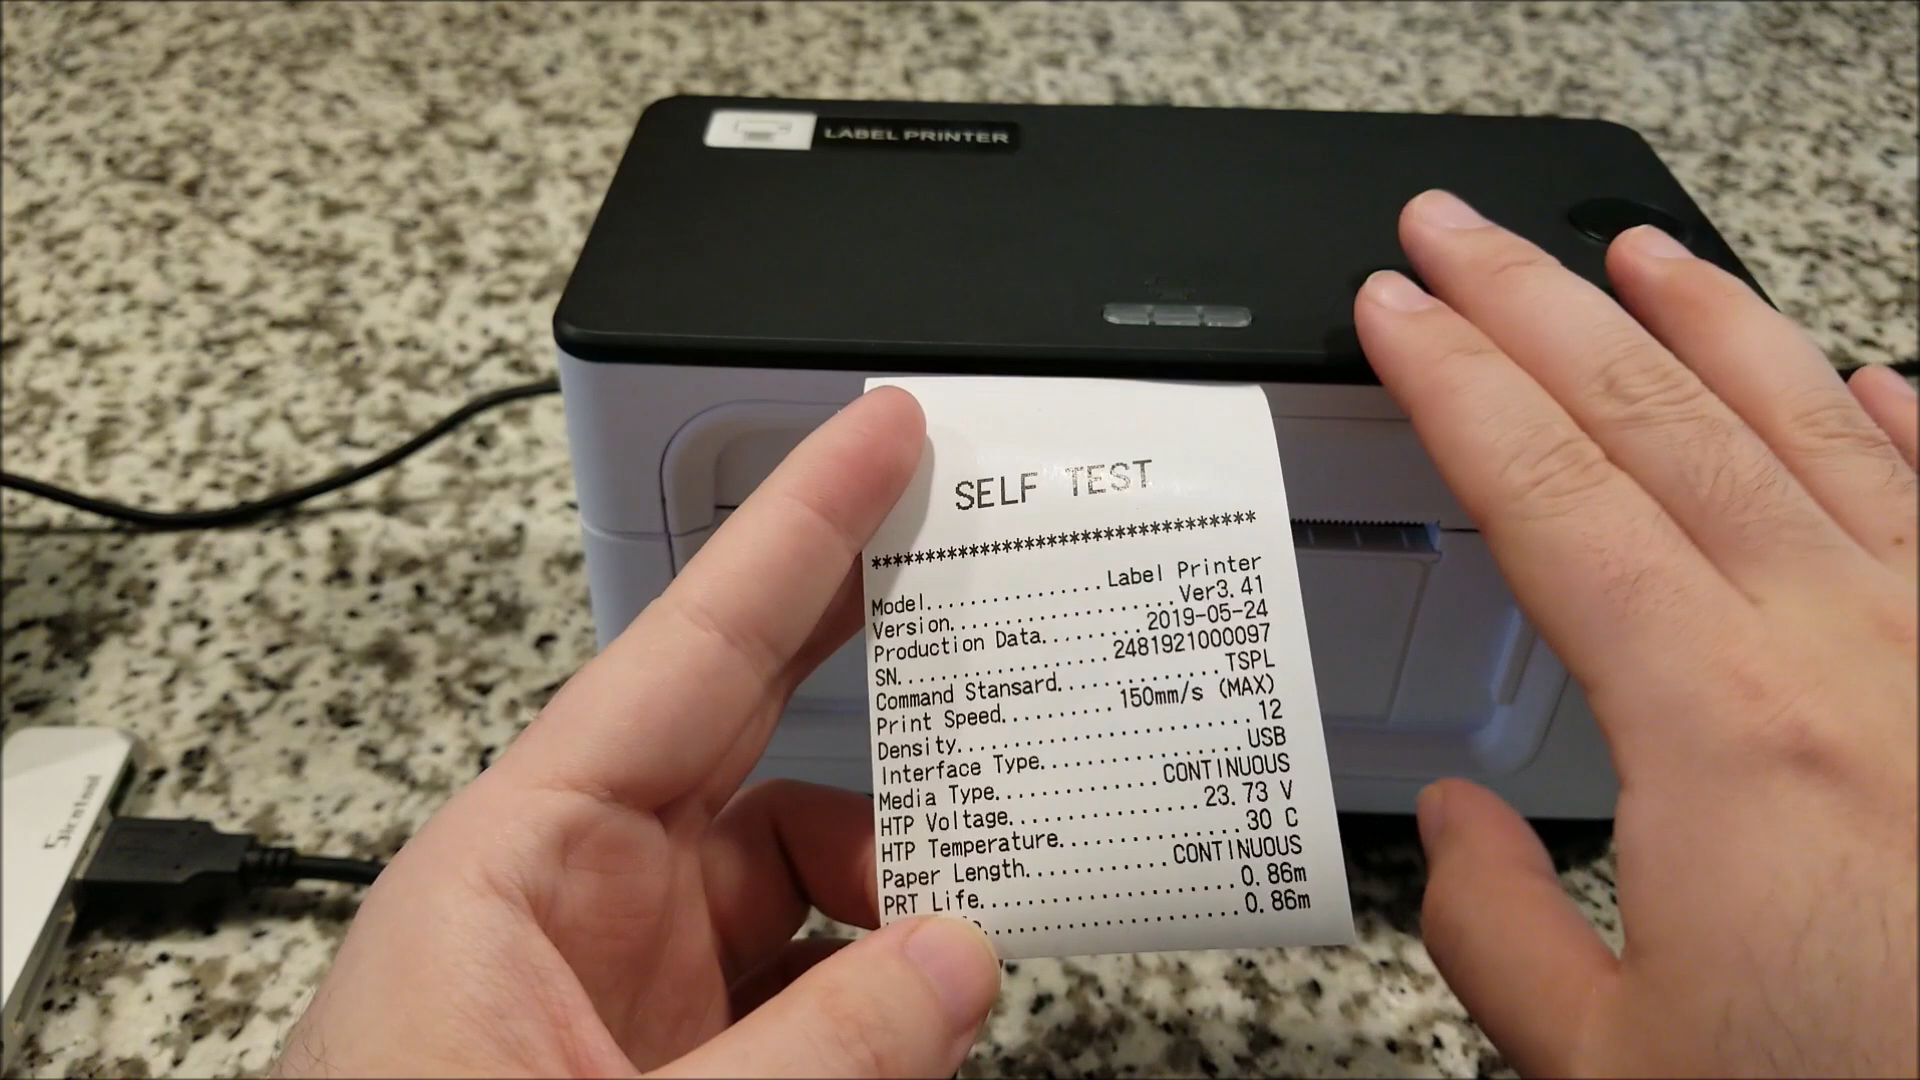 LABEL PRINTER
SELF TEST
********************************
Model................Label Printer
Version....................Ver3.41
Production Data.........2019-05-24
SN..................2481921000097
Command Stansard..............TSPL
Print Speed..........150mm/s (MAX)
Density.........................12
Interface Type.................USB
Media Type..............CONTINUOUS
HTP Voltage................23.73 V
HTP Temperature...............30 C
Paper Length............CONTINUOUS
PRT Life.....................0.86m
.....................0.86m